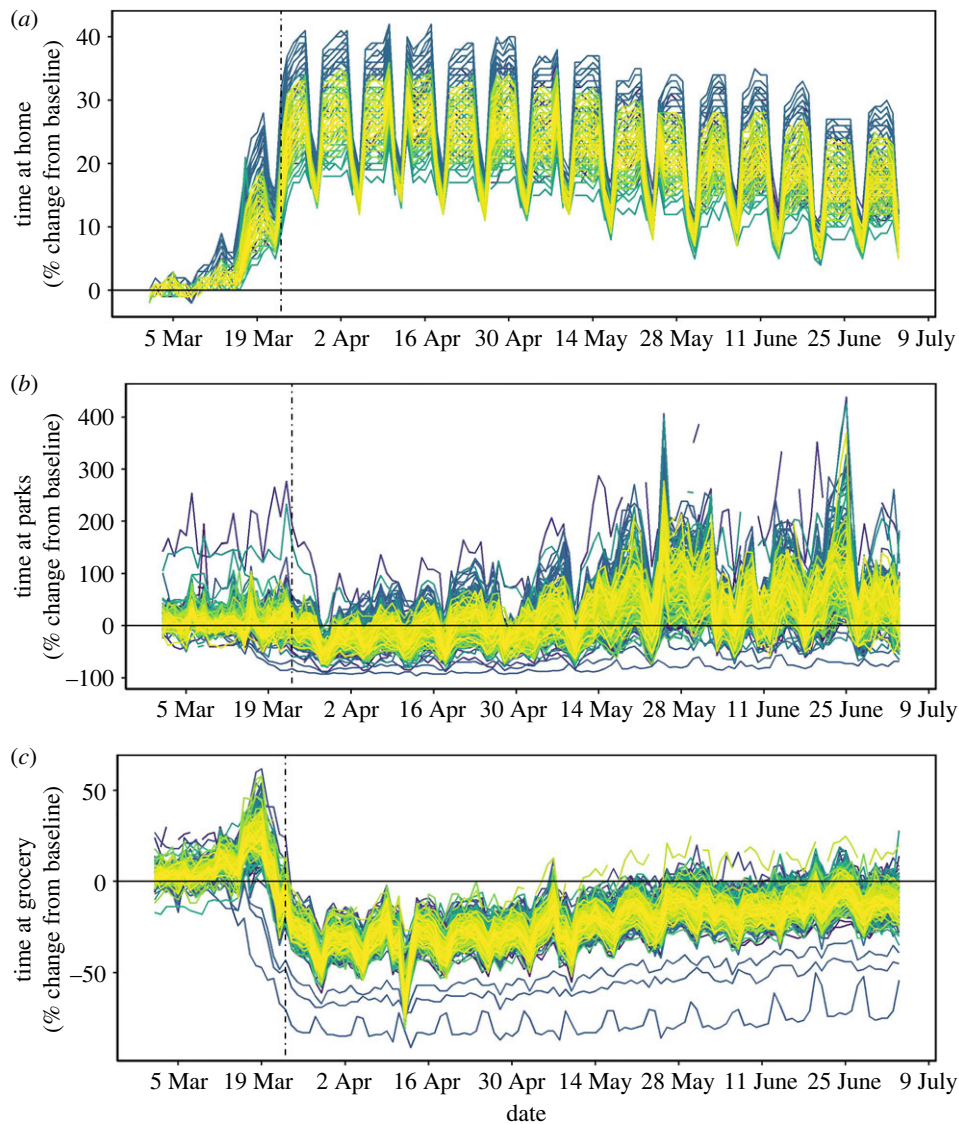 (a)
time at home
(% change from baseline)
40
30
20
10
0
5 Mar 19 Mar 2 Apr 16 Apr 30 Apr 14 May 28 May 11 June 25 June 9 July
(b)
time at parks
(% change from baseline)
400
300
200
100
0
–100
5 Mar 19 Mar 2 Apr 16 Apr 30 Apr 14 May 28 May 11 June 25 June 9 July
(c)
time at grocery
(% change from baseline)
50
0
–50
5 Mar 19 Mar 2 Apr 16 Apr 30 Apr 14 May 28 May 11 June 25 June 9 July
date